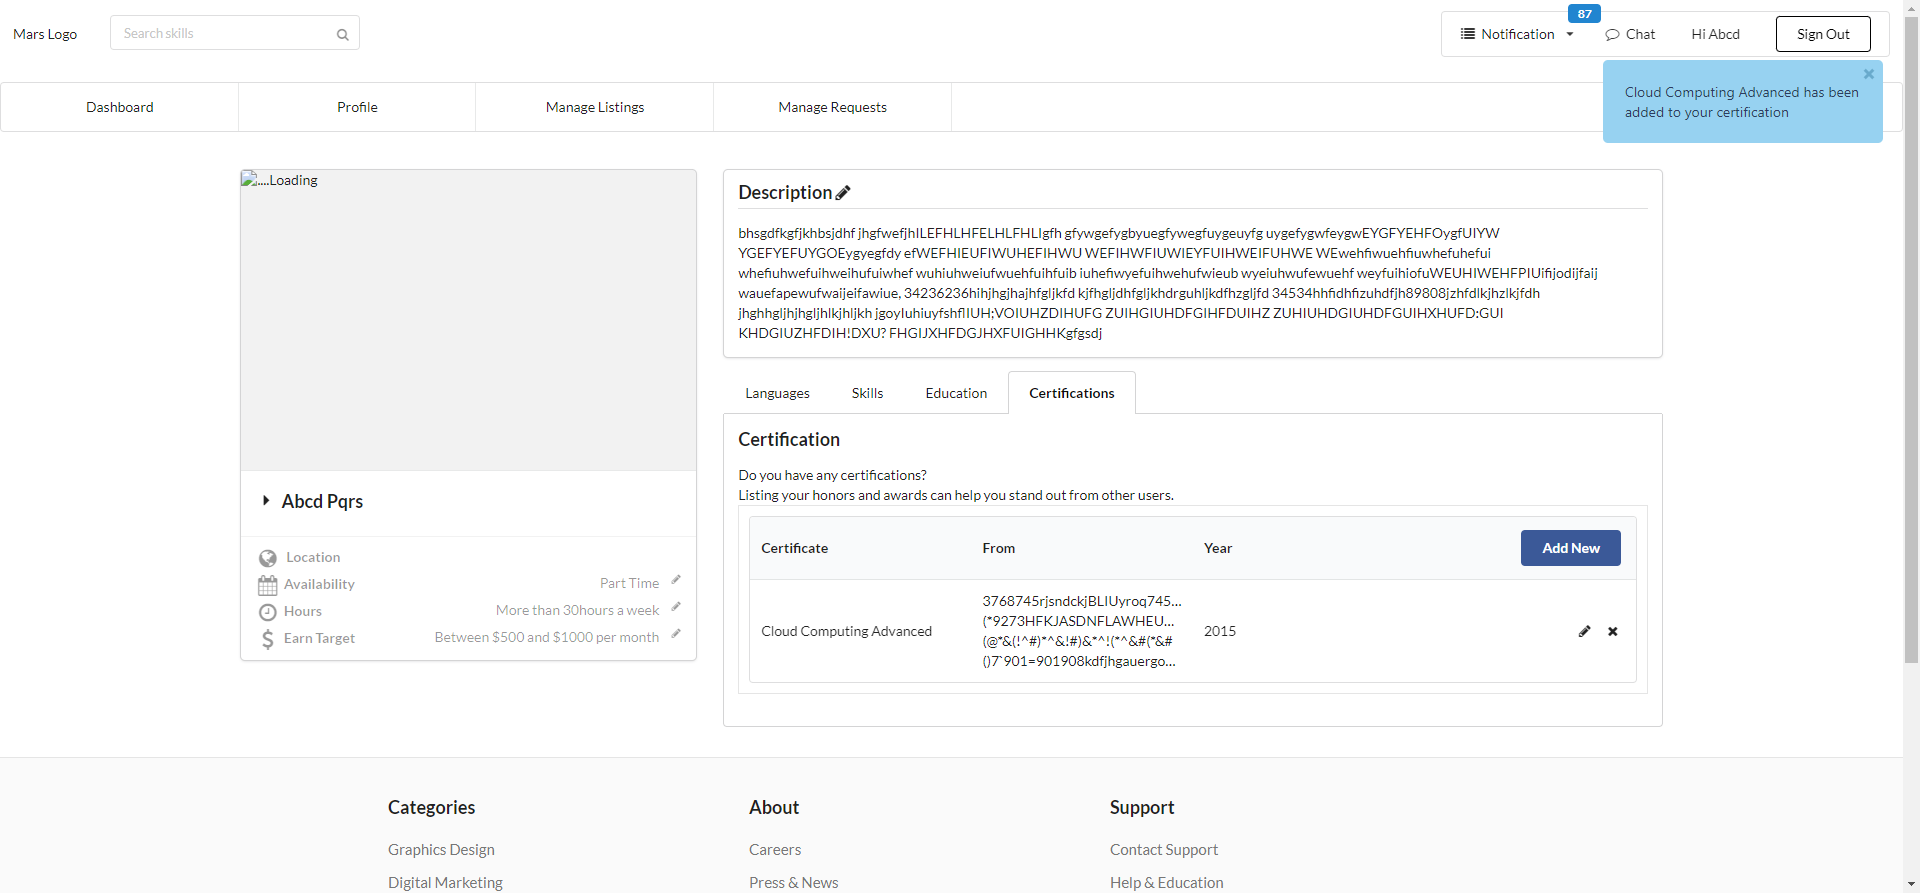 Mars Logo
Search skills
87
Notification
Chat
Hi Abcd
Sign Out
Dashboard
Profile
Manage Listings
Manage Requests
Cloud Computing Advanced has been
added to your certification
....Loading
Abcd Pqrs
Location
Availability
Part Time
Hours
More than 30hours a week
Earn Target
Between $500 and $1000 per month
Description
bhsgdfkgfjkhbsjdhf jhgfwefjhILEFHLHFELHLFHLIgfh gfywgefygbyuegfywegfuygeuyfg uygefygwfeygwEYGFYEHFOygfUIYW
YGEFYEFUYGOEygyegfdy efWEFHIEUFIWUHEFIHWU WEFIHWFIUWIEYFUIHWEIFUHWE WEwehfiwuehfiuwhefuhefui
whefiuhwefuihweihufuiwhef wuhiuhweiufwuehfuihfuib iuhefiwyefuihwehufwieub wyeiuhwufewuehf weyfuihiofuWEUHIWEHFPIUifijodijfaij
wauefapewufwaijeifawiue, 34236236hihjhgjhajhfgljkfd kjfhgljdhfgljkhdrguhljkdfhzgljfd 34534hhfidhfizuhdfjh89808jzhfdlkjhzlkjfdh
jhghhgljhjhgljhlkjhljkh jgoyIuhiuyfshflIUH;VOIUHZDIHUFG ZUIHGIUHDFGIHFDUIHZ ZUHIUHDGIUHDFGUIHXHUFD:GUI
KHDGIUZHFDIH!DXU? FHGIJXHFDGJHXFUIGHHKgfgsdj
Languages
Skills
Education
Certifications
Certification
Do you have any certifications?
Listing your honors and awards can help you stand out from other users.
Certificate
From
Year
Add New
Cloud Computing Advanced
3768745rjsndckjBLIUyroq745...
(*9273HFKJASDNFLAWHEU...
(@*&(!^#)*^&!#)&*^!(*^&#(*&#
()7`901=901908kdfjhgauergo...
2015
Categories
About
Support
Graphics Design
Careers
Contact Support
Digital Marketing
Press & News
Help & Education